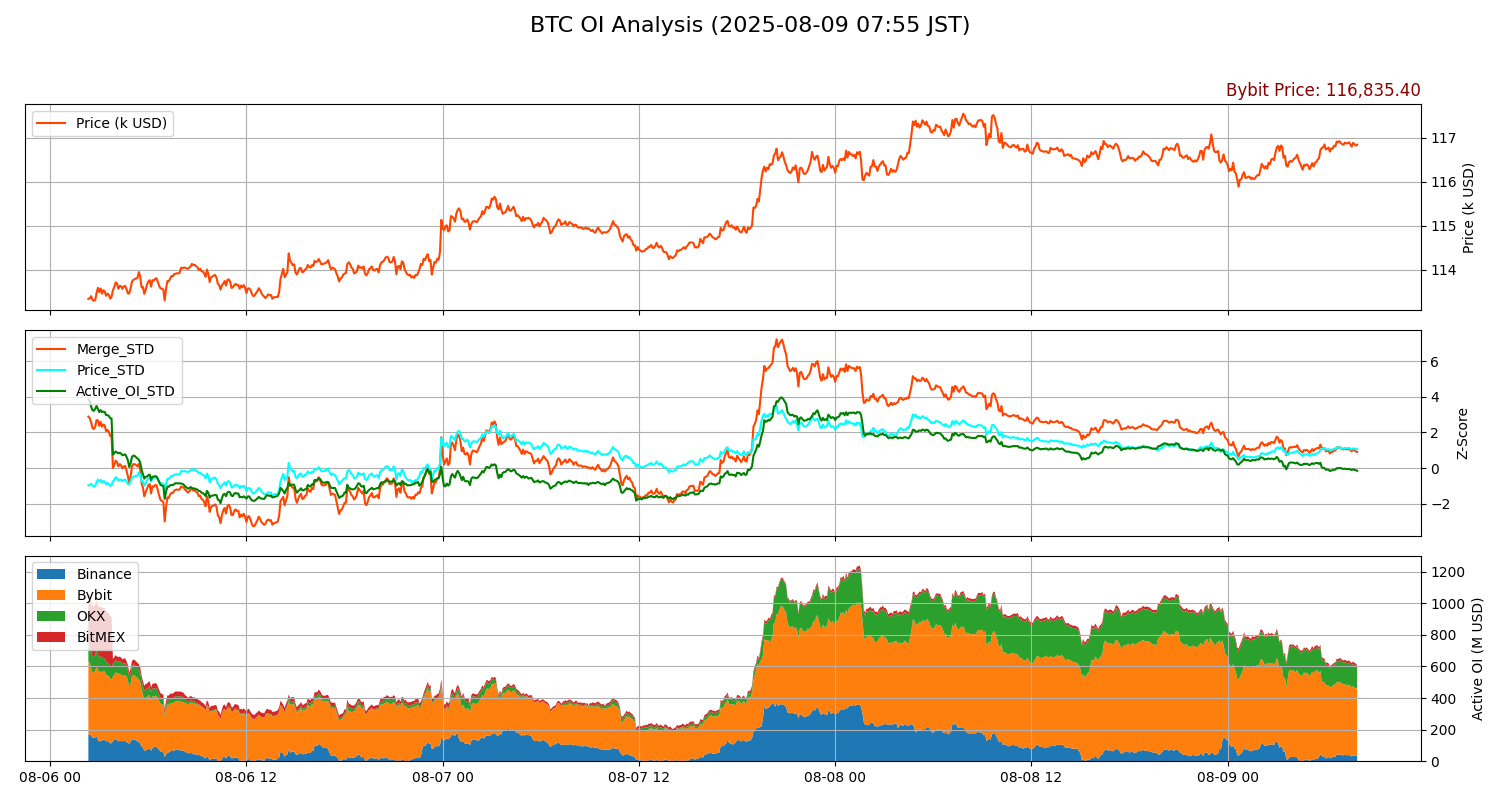 BTC OI Analysis (2025-08-09 07:55 JST)
Bybit Price: 116,835.40
Price (k USD)
117
116
115
114
Price (k USD)
Merge_STD
Price_STD
Active_OI_STD
6
4
2
0
−2
Z-Score
Binance
Bybit
OKX
BitMEX
1200
1000
800
600
400
200
0
Active OI (M USD)
08-06 00
08-06 12
08-07 00
08-07 12
08-08 00
08-08 12
08-09 00